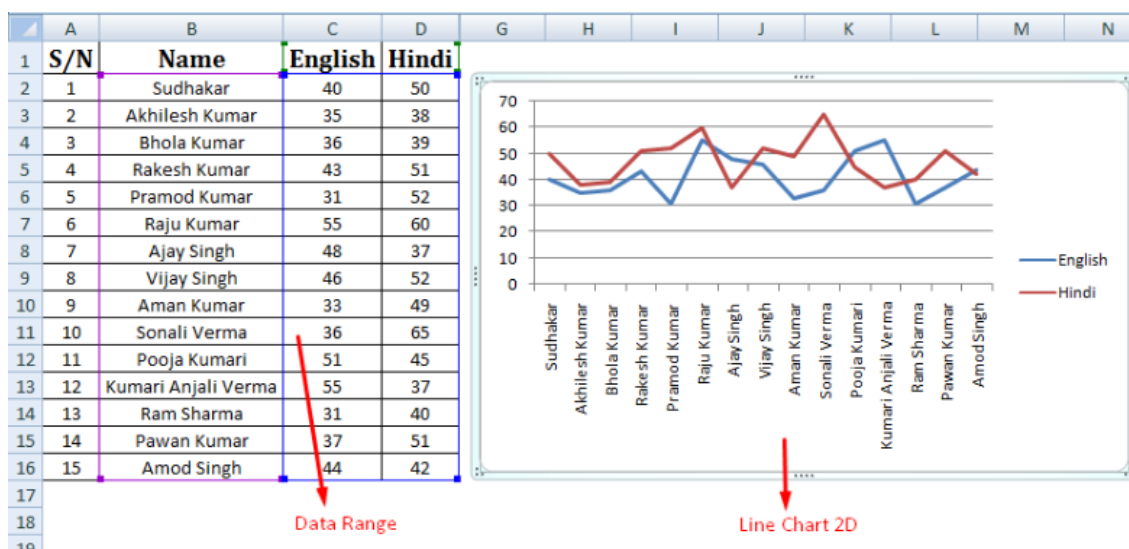 A B C D G H I J K L M N
1 S/N Name English Hindi
2 1 Sudhakar 40 50
3 2 Akhilesh Kumar 35 38
4 3 Bhola Kumar 36 39
5 4 Rakesh Kumar 43 51
6 5 Pramod Kumar 31 52
7 6 Raju Kumar 55 60
8 7 Ajay Singh 48 37
9 8 Vijay Singh 46 52
10 9 Aman Kumar 33 49
11 10 Sonali Verma 36 65
12 11 Pooja Kumari 51 45
13 12 Kumari Anjali Verma 55 37
14 13 Ram Sharma 31 40
15 14 Pawan Kumar 37 51
16 15 Amod Singh 44 42
17
18
19
70
60
50
40
30
20
10
0
Sudhakar
Akhilesh Kumar
Bhola Kumar
Rakesh Kumar
Pramod Kumar
Raju Kumar
Ajay Singh
Vijay Singh
Aman Kumar
Sonali Verma
Pooja Kumari
Kumari Anjali Verma
Ram Sharma
Pawan Kumar
Amod Singh
English
Hindi
Data Range
Line Chart 2D